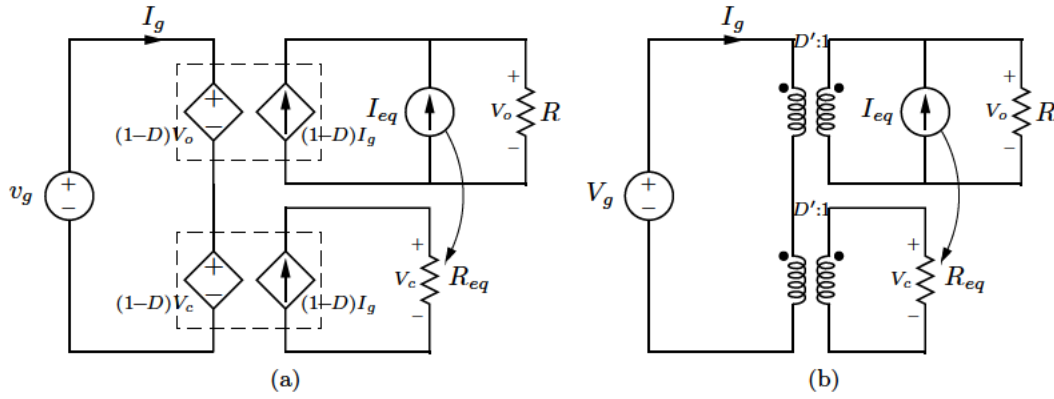 I_g
I_g
D′:1
+
−
(1−D)V_o
(1−D)I_g
I_eq
+
V_o
−
R
I_eq
+
V_o
−
R
v_g
+
−
V_g
+
−
D′:1
+
−
(1−D)V_c
(1−D)I_g
+
V_c
−
R_eq
+
V_c
−
R_eq
(a)
(b)